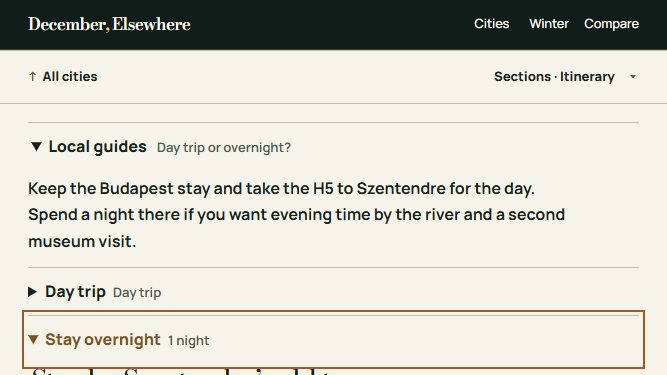 December, Elsewhere
Cities Winter Compare
↑ All cities
Sections · Itinerary
Local guides Day trip or overnight?
Keep the Budapest stay and take the H5 to Szentendre for the day.
Spend a night there if you want evening time by the river and a second
museum visit.
Day trip Day trip
Stay overnight 1 night